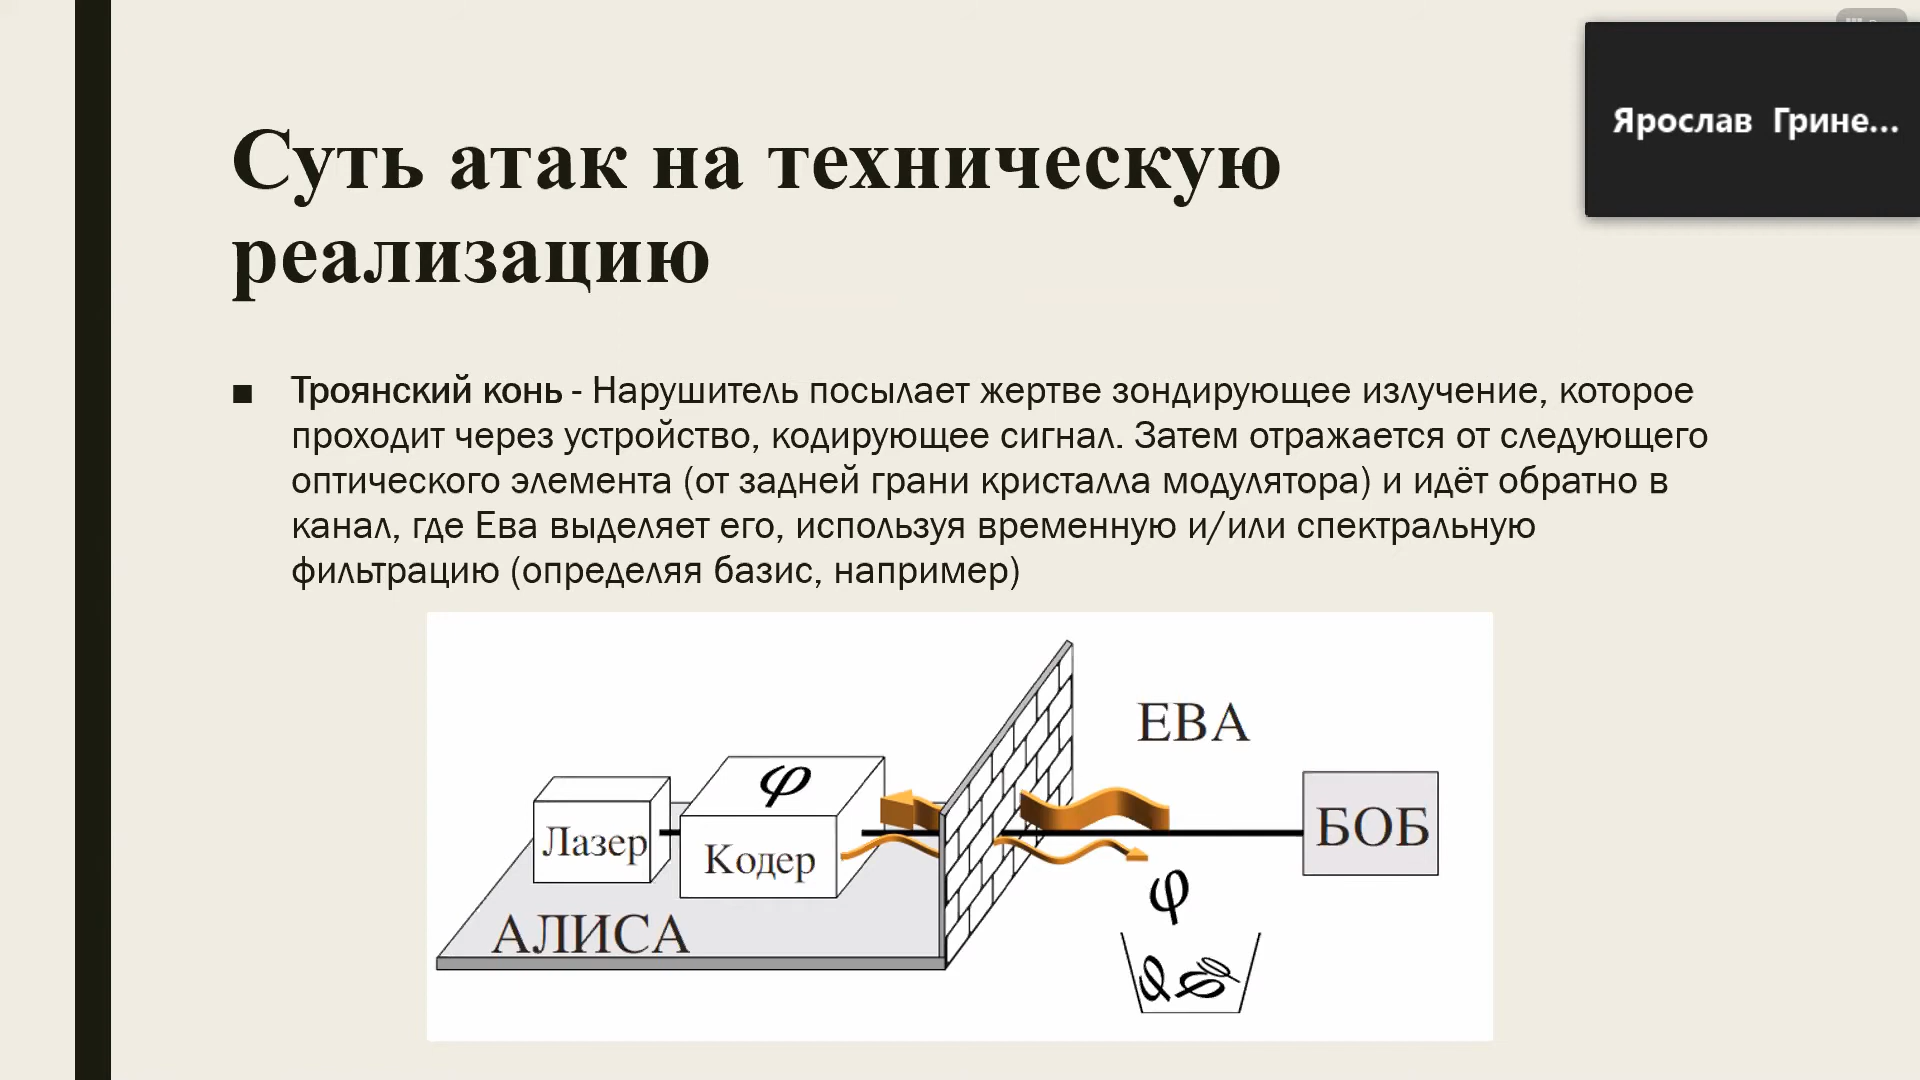 Ярослав Грине...
Суть атак на техническую
реализацию
■ Троянский конь - Нарушитель посылает жертве зондирующее излучение, которое
проходит через устройство, кодирующее сигнал. Затем отражается от следующего
оптического элемента (от задней грани кристалла модулятора) и идёт обратно в
канал, где Ева выделяет его, используя временную и/или спектральную
фильтрацию (определяя базис, например)
ЕВА
φ
Лазер
Кодер
БОБ
φ
АЛИСА
φ φ